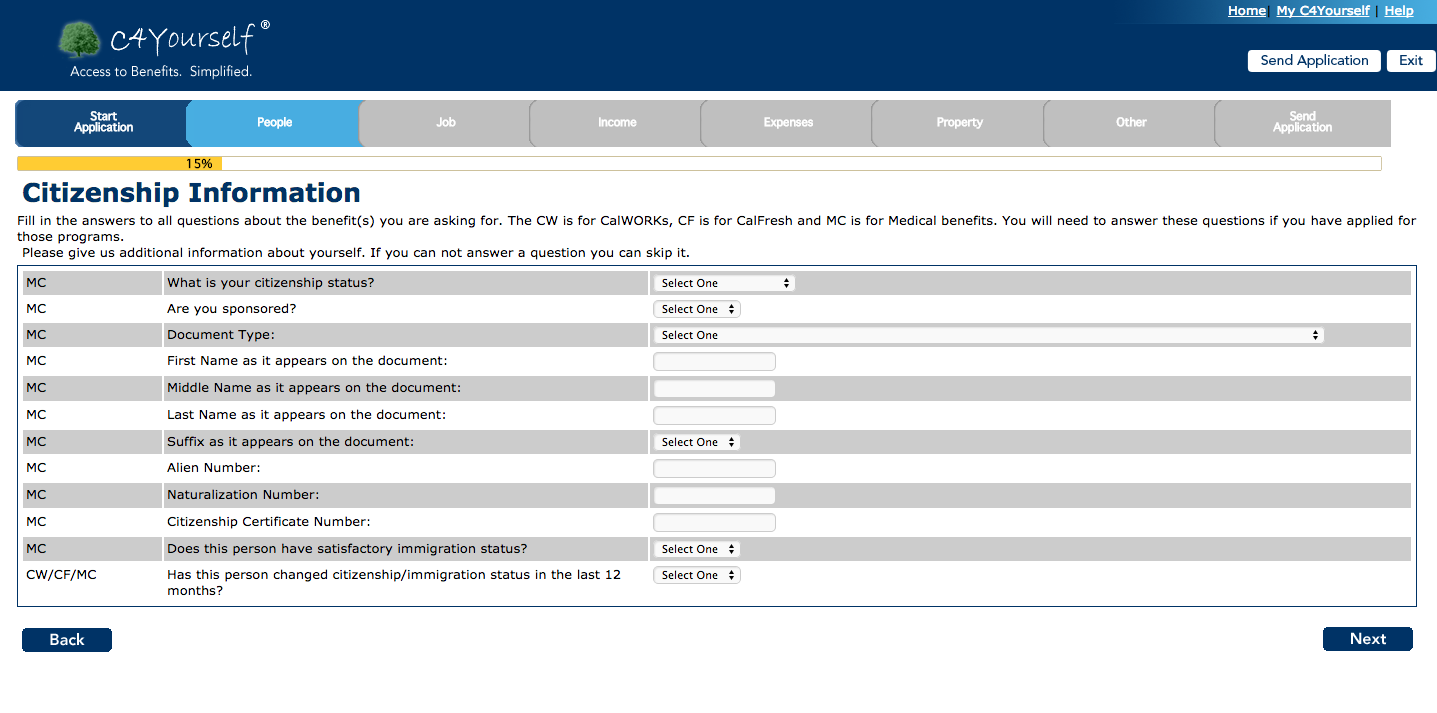 Home | My C4Yourself | Help
C4Yourself ®
Access to Benefits. Simplified.
Send Application Exit
Start Application People Job Income Expenses Property Other Send Application
15%
Citizenship Information
Fill in the answers to all questions about the benefit(s) you are asking for. The CW is for CalWORKs, CF is for CalFresh and MC is for Medical benefits. You will need to answer these questions if you have applied for
those programs.
Please give us additional information about yourself. If you can not answer a question you can skip it.
MC What is your citizenship status? Select One
MC Are you sponsored? Select One
MC Document Type: Select One
MC First Name as it appears on the document:
MC Middle Name as it appears on the document:
MC Last Name as it appears on the document:
MC Suffix as it appears on the document: Select One
MC Alien Number:
MC Naturalization Number:
MC Citizenship Certificate Number:
MC Does this person have satisfactory immigration status? Select One
CW/CF/MC Has this person changed citizenship/immigration status in the last 12 Select One
months?
Back Next